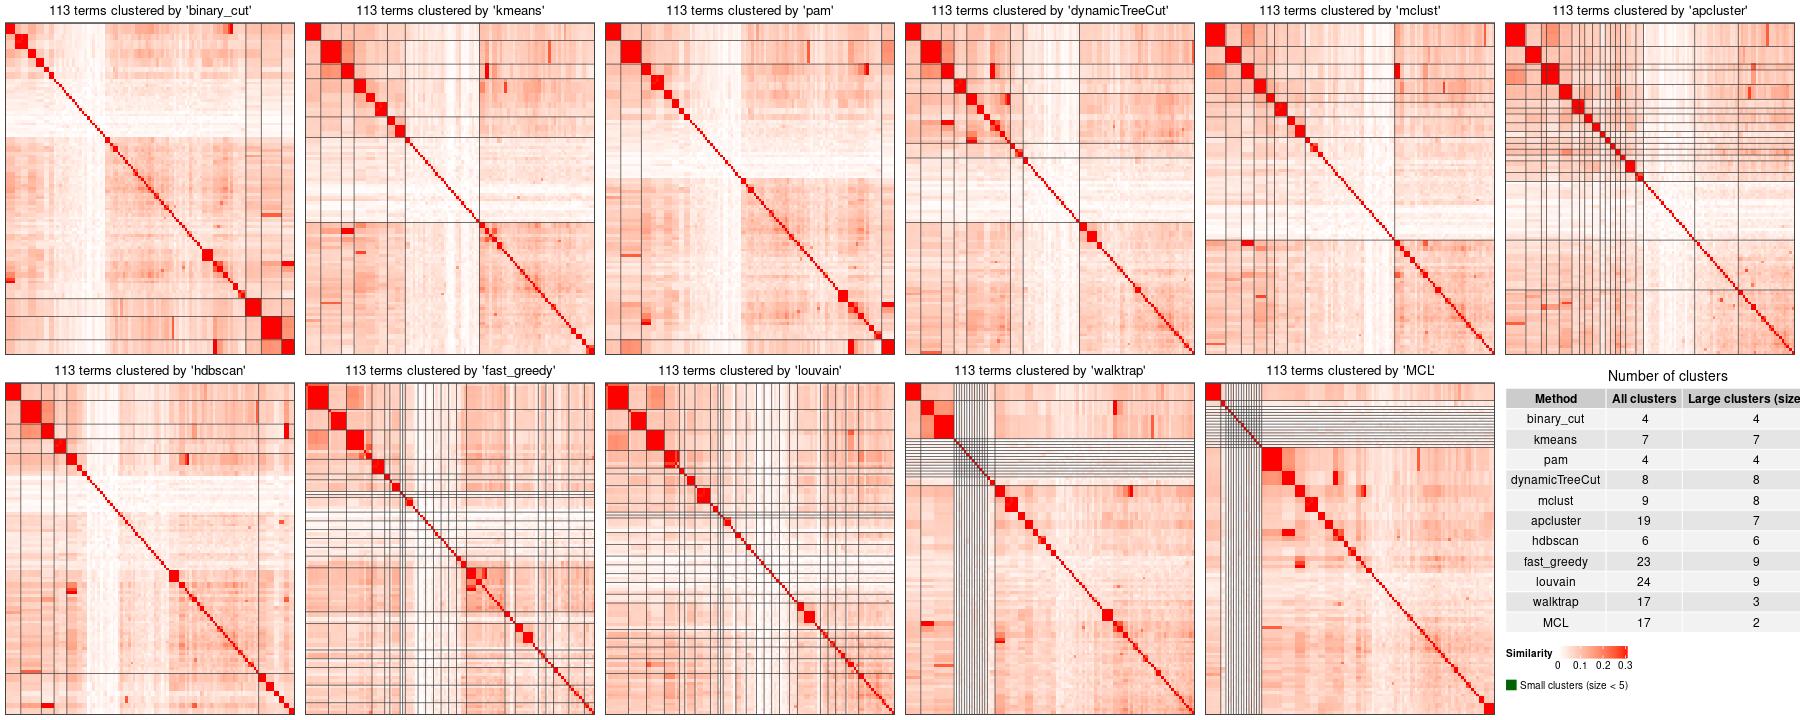 113 terms clustered by 'binary_cut'
113 terms clustered by 'kmeans'
113 terms clustered by 'pam'
113 terms clustered by 'dynamicTreeCut'
113 terms clustered by 'mclust'
113 terms clustered by 'apcluster'
113 terms clustered by 'hdbscan'
113 terms clustered by 'fast_greedy'
113 terms clustered by 'louvain'
113 terms clustered by 'walktrap'
113 terms clustered by 'MCL'
Number of clusters
Method All clusters Large clusters (size
binary_cut 4 4
kmeans 7 7
pam 4 4
dynamicTreeCut 8 8
mclust 9 8
apcluster 19 7
hdbscan 6 6
fast_greedy 23 9
louvain 24 9
walktrap 17 3
MCL 17 2
Similarity
0 0.1 0.2 0.3
Small clusters (size < 5)